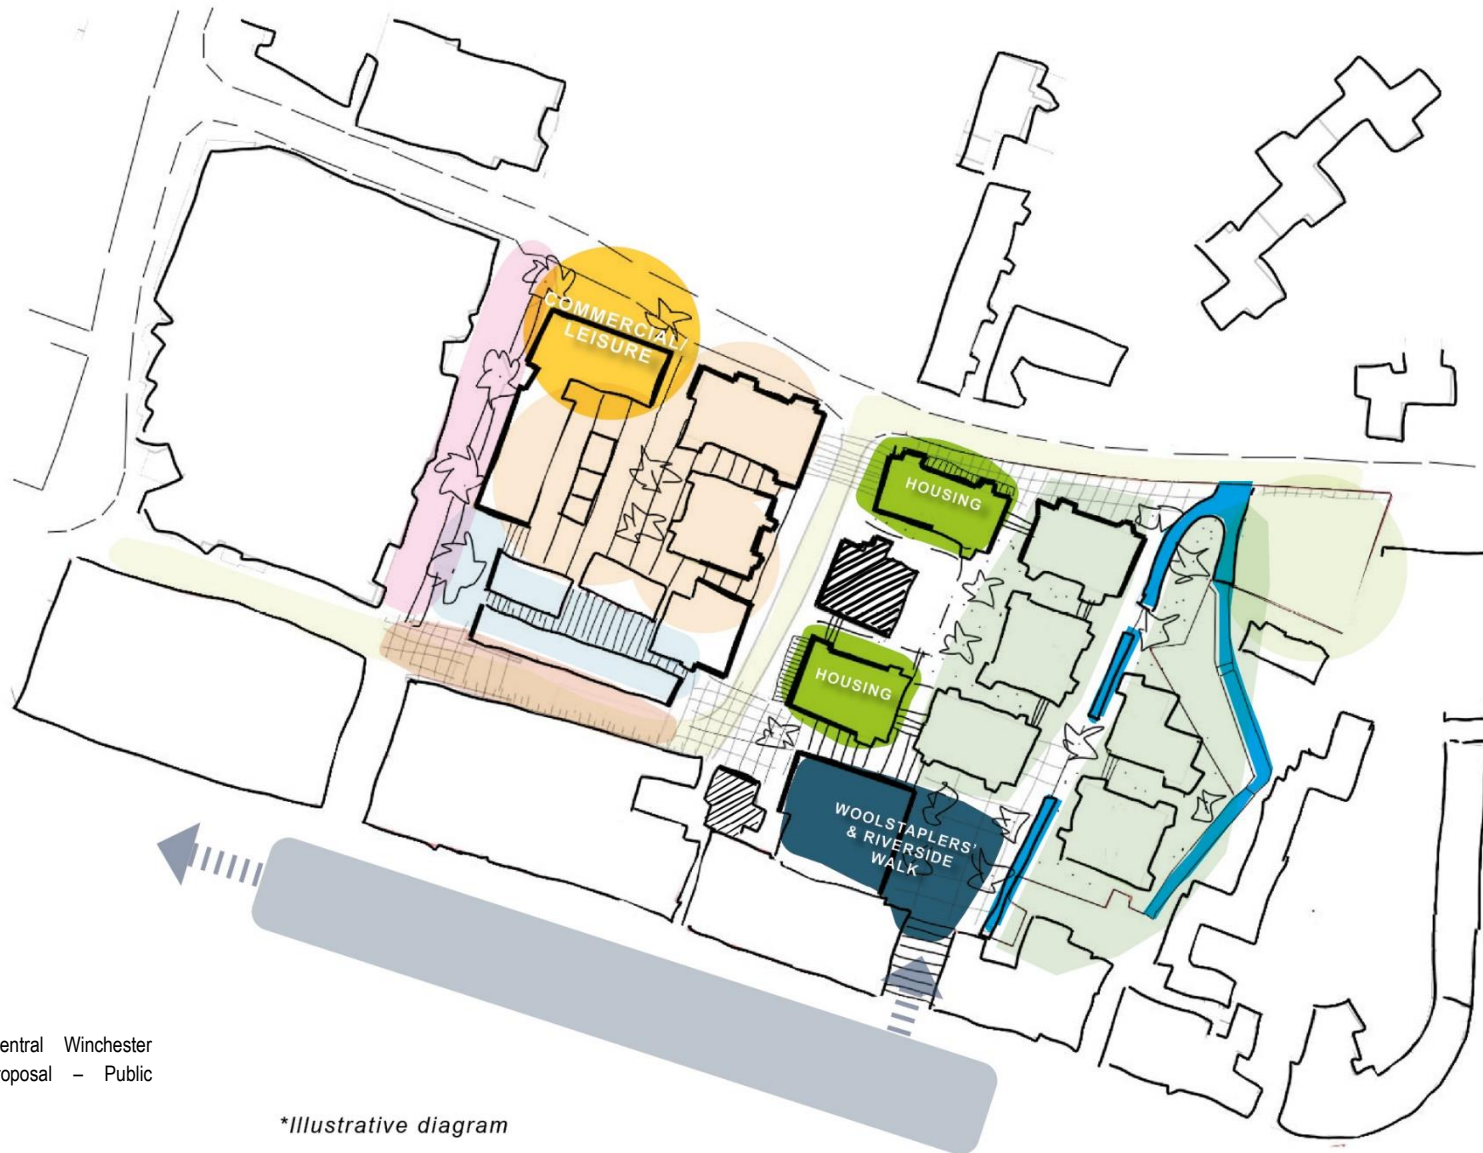 COMMERCIAL/
LEISURE
HOUSING
HOUSING
WOOLSTAPLERS'
& RIVERSIDE
WALK
entral Winchester
oposal – Public
*Illustrative diagram